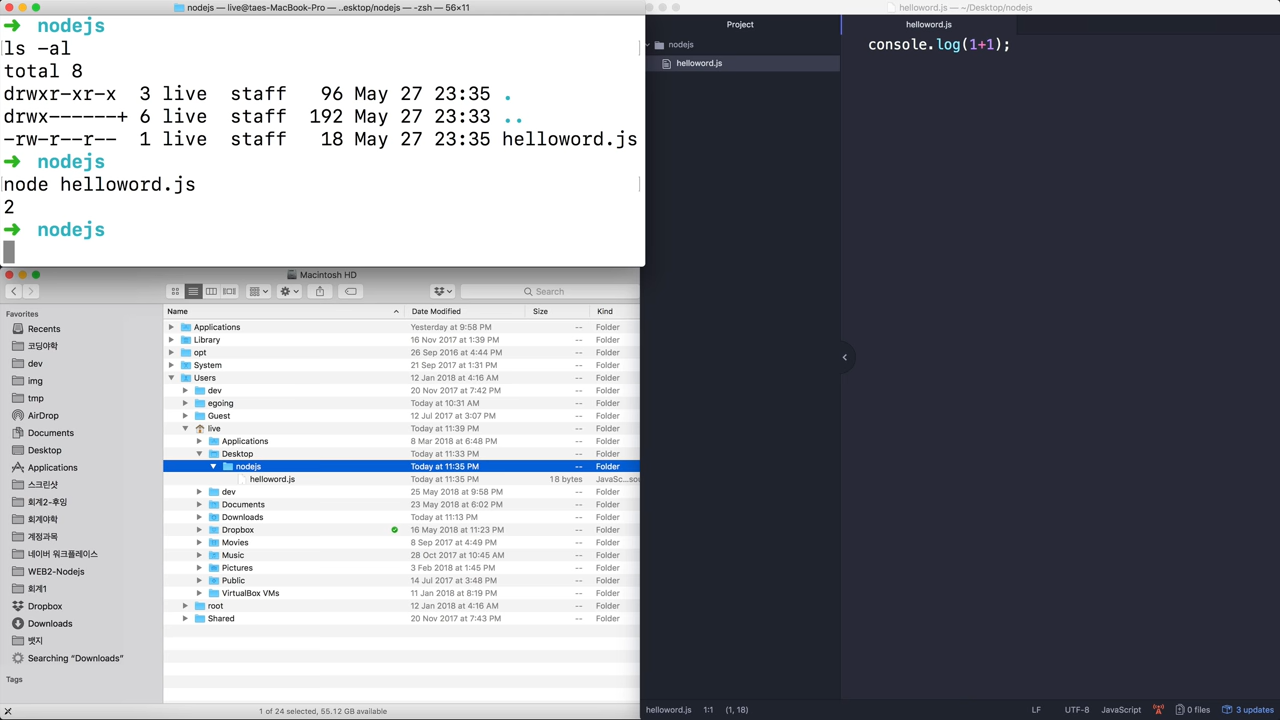 nodejs — live@taes-MacBook-Pro — ..esktop/nodejs — -zsh — 56×11
➜ nodejs
ls -al
total 8
drwxr-xr-x 3 live staff 96 May 27 23:35 .
drwx------+ 6 live staff 192 May 27 23:33 ..
-rw-r--r-- 1 live staff 18 May 27 23:35 helloword.js
➜ nodejs
node helloword.js
2
➜ nodejs
Macintosh HD
Search
Favorites
Recents
코딩야학
dev
img
tmp
AirDrop
Documents
Desktop
Applications
스크린샷
회계2-후잉
회계야학
계정과목
네이버 워크플레이스
WEB2-Nodejs
회계1
Dropbox
Downloads
뱃지
Searching “Downloads”
Tags
Name Date Modified Size Kind
Applications Yesterday at 9:58 PM -- Folder
Library 16 Nov 2017 at 1:39 PM -- Folder
opt 26 Sep 2016 at 4:44 PM -- Folder
System 21 Sep 2017 at 1:31 PM -- Folder
Users 12 Jan 2018 at 4:16 AM -- Folder
dev 20 Nov 2017 at 7:42 PM -- Folder
egoing Today at 10:31 AM -- Folder
Guest 12 Jul 2017 at 3:07 PM -- Folder
live Today at 11:39 PM -- Folder
Applications 8 Mar 2018 at 6:48 PM -- Folder
Desktop Today at 11:33 PM -- Folder
nodejs Today at 11:35 PM -- Folder
helloword.js Today at 11:35 PM 18 bytes JavaSc...sou
dev 25 May 2018 at 9:58 PM -- Folder
Documents 23 May 2018 at 6:02 PM -- Folder
Downloads Today at 11:13 PM -- Folder
Dropbox 16 May 2018 at 11:23 PM -- Folder
Movies 8 Sep 2017 at 4:49 PM -- Folder
Music 28 Oct 2017 at 10:45 AM -- Folder
Pictures 3 Feb 2018 at 1:45 PM -- Folder
Public 14 Jul 2017 at 3:48 PM -- Folder
VirtualBox VMs 11 Jan 2018 at 8:19 PM -- Folder
root 12 Jan 2018 at 4:16 AM -- Folder
Shared 20 Nov 2017 at 7:43 PM -- Folder
1 of 24 selected, 55.12 GB available
helloword.js — ~/Desktop/nodejs
Project
nodejs
helloword.js
helloword.js
console.log(1+1);
helloword.js 1:1 (1, 18) LF UTF-8 JavaScript 0 files 3 updates